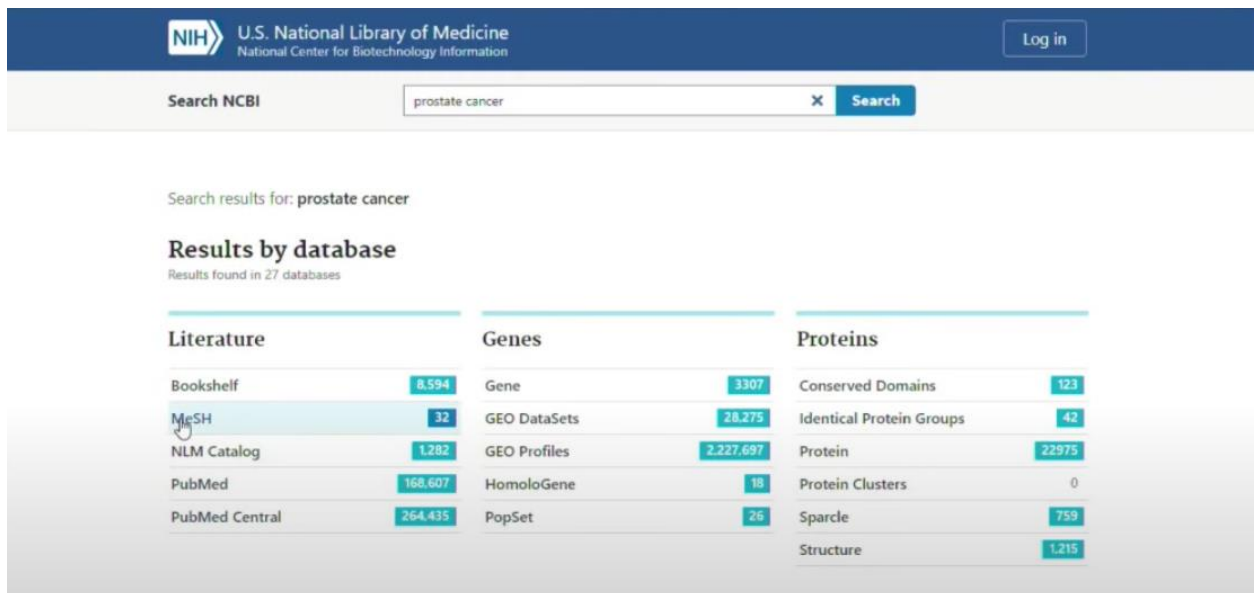 NIH
U.S. National Library of Medicine
National Center for Biotechnology Information
Log in
Search NCBI
prostate cancer
Search
Search results for: prostate cancer
Results by database
Results found in 27 databases
Literature
Bookshelf 8,594
MeSH 32
NLM Catalog 1,282
PubMed 168,607
PubMed Central 264,435
Genes
Gene 3307
GEO DataSets 28,275
GEO Profiles 2,227,697
HomoloGene 18
PopSet 26
Proteins
Conserved Domains 123
Identical Protein Groups 42
Protein 22975
Protein Clusters 0
Sparcle 759
Structure 1,215